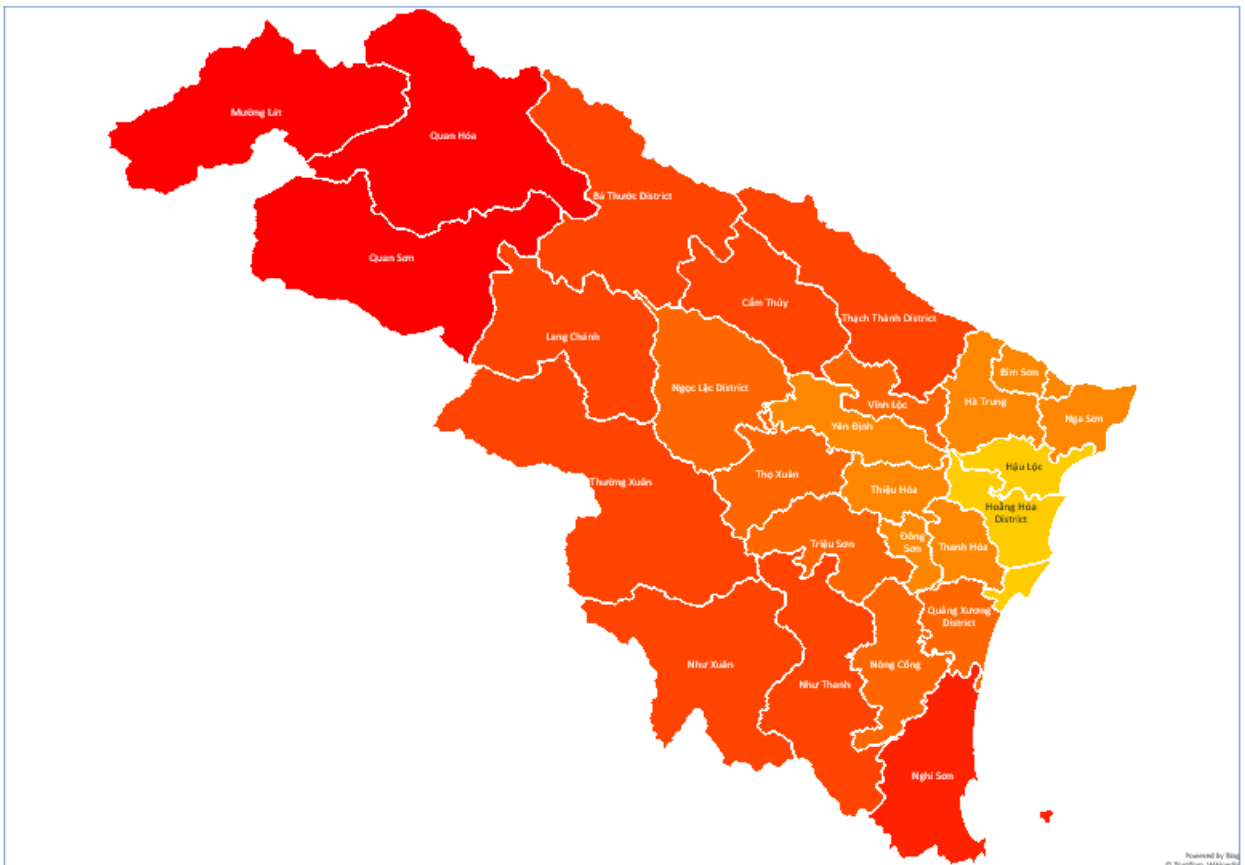 Mường Lát
Quan Hóa
Bá Thước District
Quan Sơn
Cẩm Thủy
Thạch Thành District
Lang Chánh
Bỉm Sơn
Ngọc Lặc District
Hà Trung
Vĩnh Lộc
Nga Sơn
Yên Định
Hậu Lộc
Thọ Xuân
Thường Xuân
Thiệu Hóa
Hoằng Hóa
District
Đông
Sơn
Triệu Sơn
Thanh Hóa
Quảng Xương
District
Như Xuân
Nông Cống
Như Thanh
Nghi Sơn
Powered by Bing
© TomTom, Wikipedia